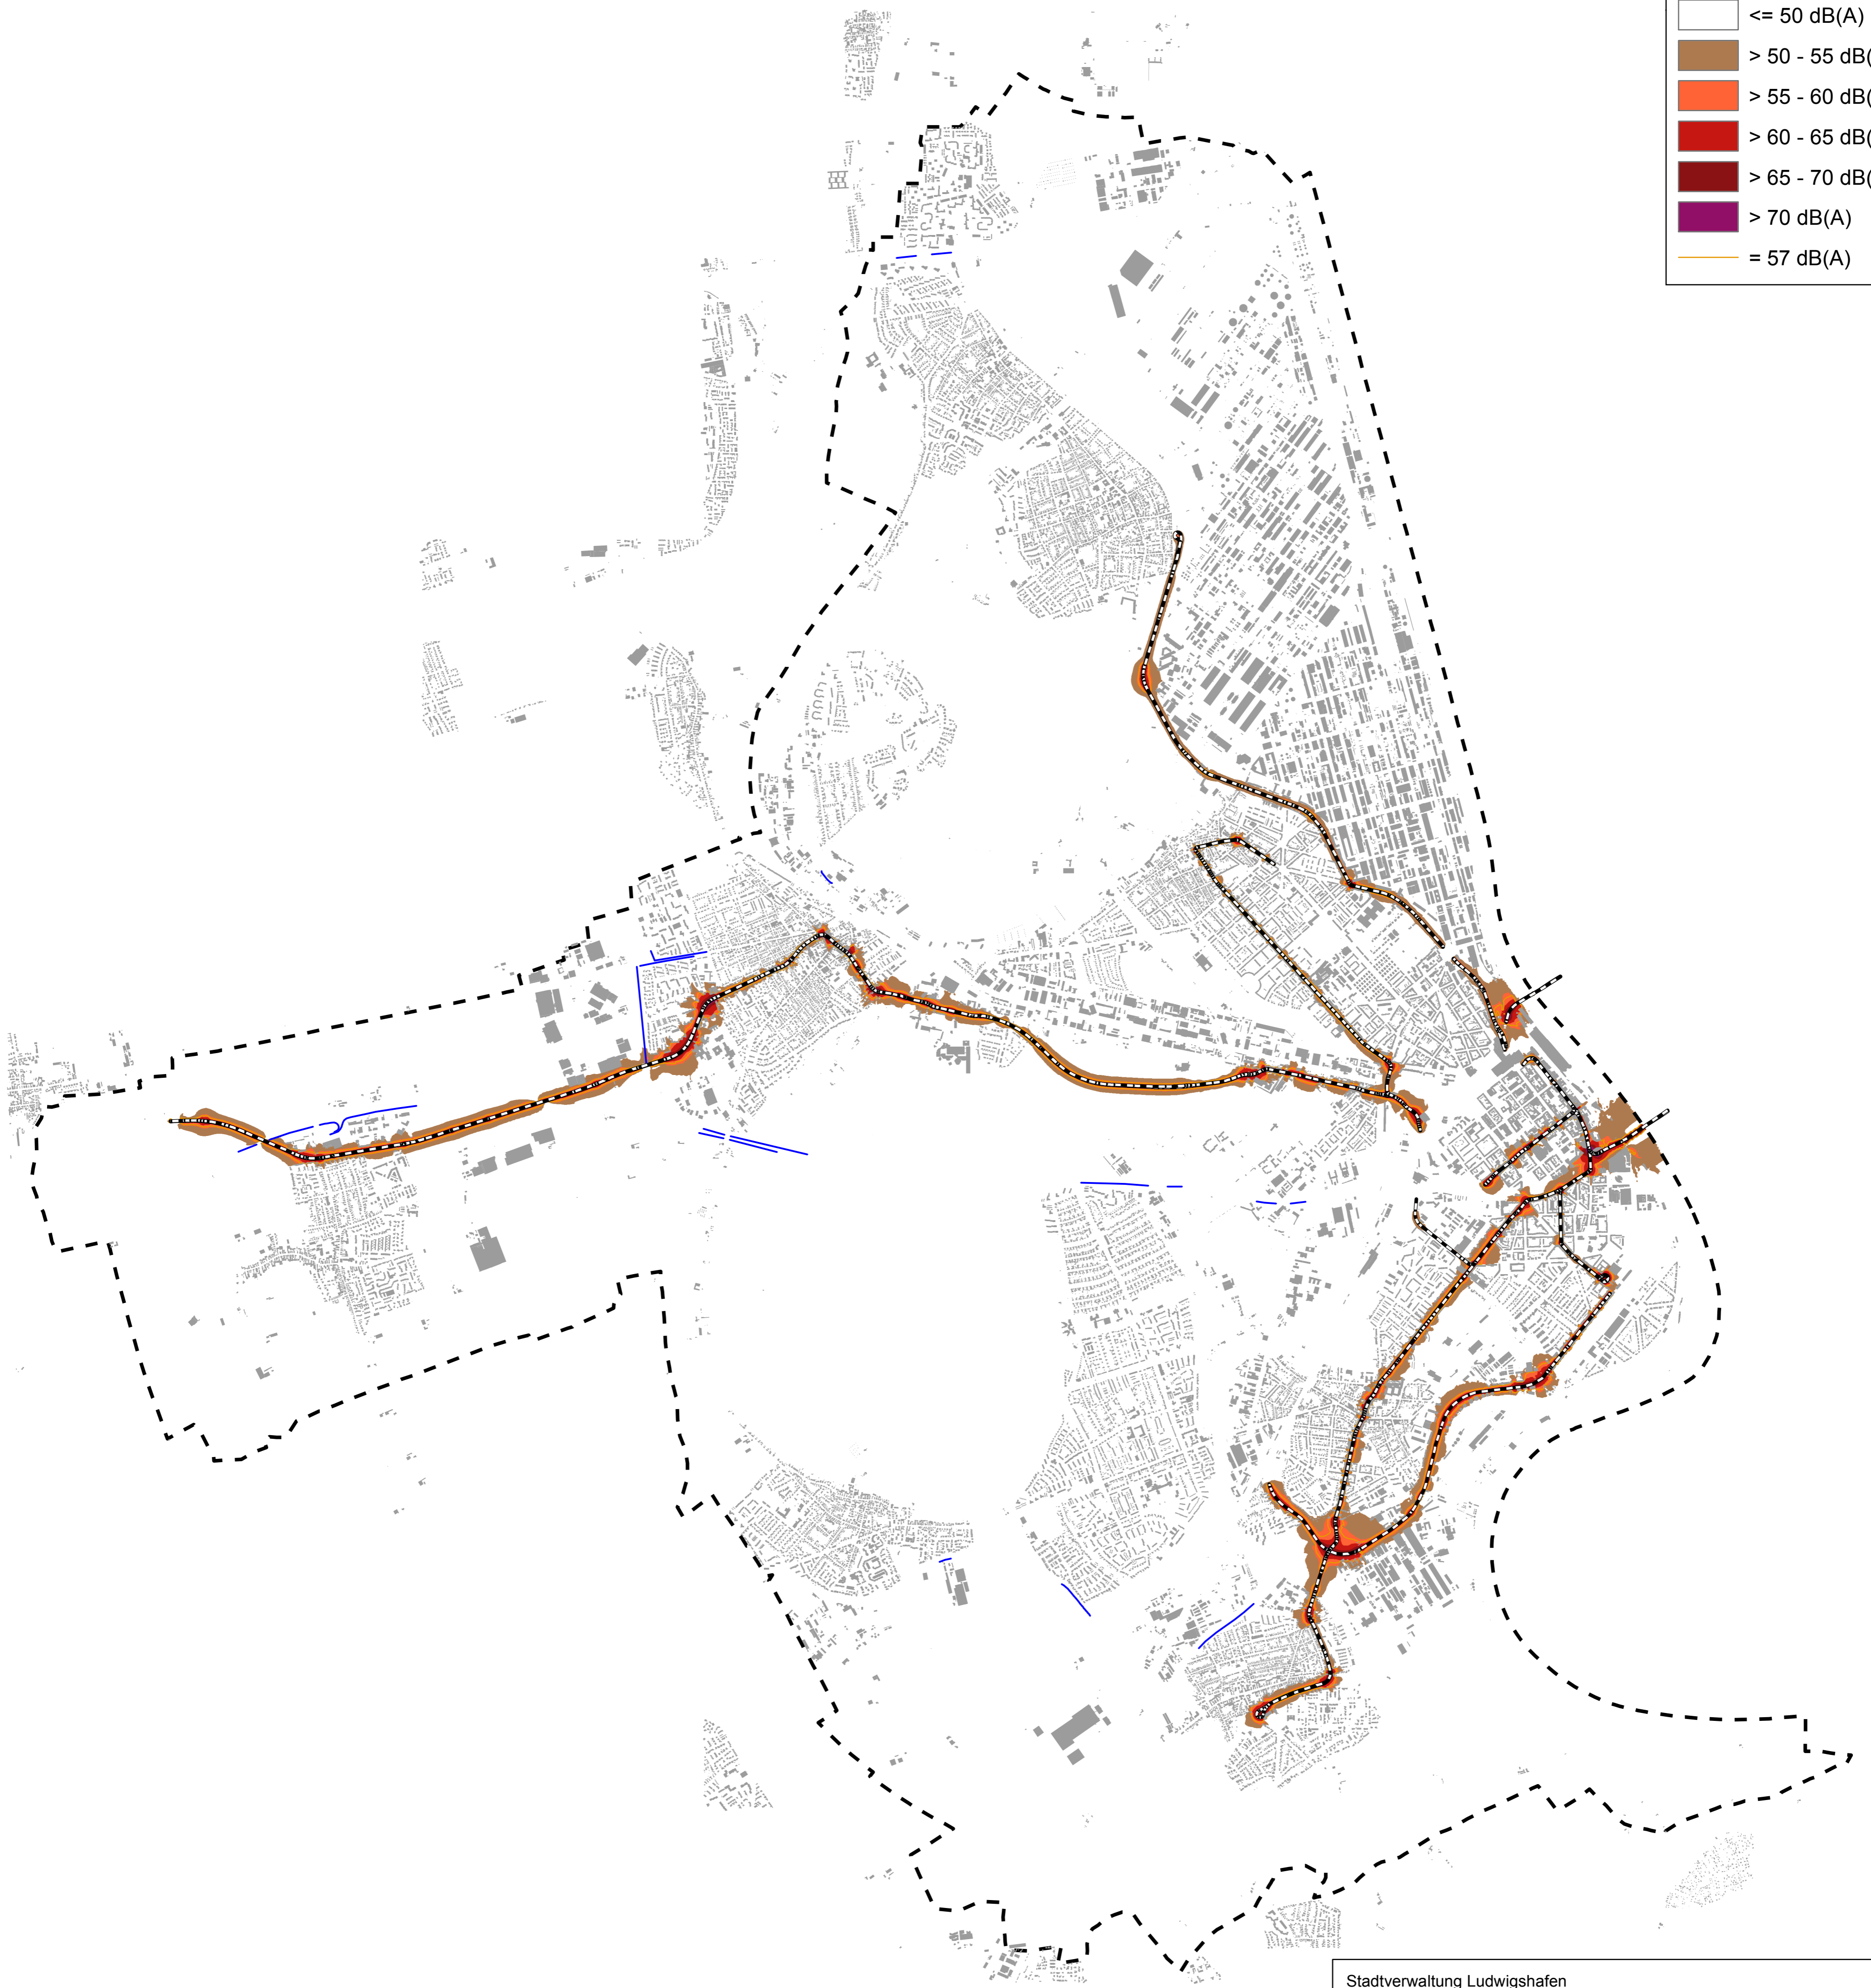 <= 50 dB(A)
> 50 - 55 dB(
> 55 - 60 dB(
> 60 - 65 dB(
> 65 - 70 dB(
> 70 dB(A)
= 57 dB(A)
Stadtverwaltung Ludwigshafen